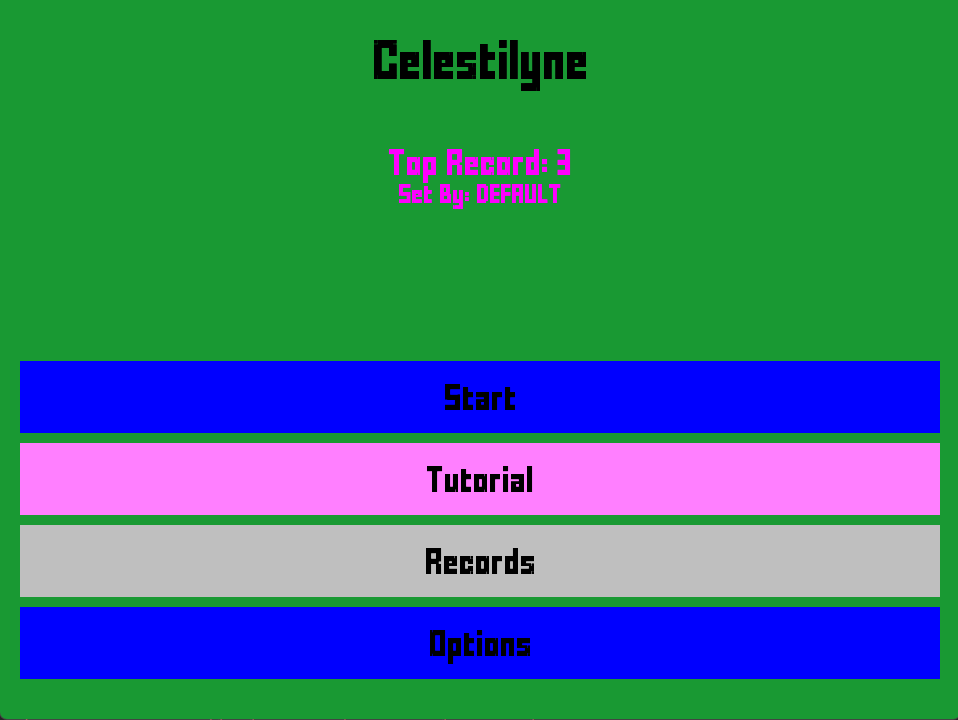 Celestilyne
Top Record: 3
Set By: DEFAULT
Start
Tutorial
Records
Options